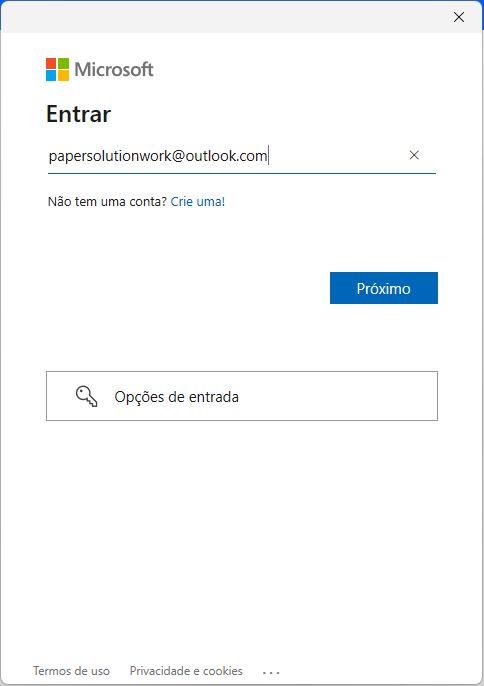 Microsoft
Entrar
papersolutionwork@outlook.com
Não tem uma conta? Crie uma!
Próximo
Opções de entrada
Termos de uso Privacidade e cookies ...